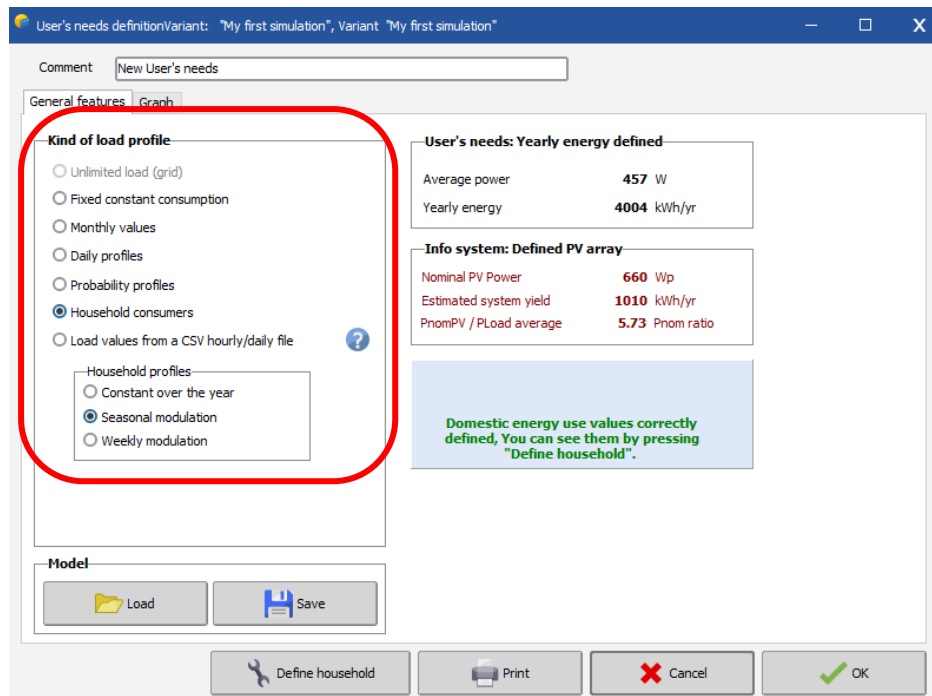 User's needs definitionVariant: "My first simulation", Variant "My first simulation"
Comment New User's needs
General features Graph
Kind of load profile
Unlimited load (grid)
Fixed constant consumption
Monthly values
Daily profiles
Probability profiles
Household consumers
Load values from a CSV hourly/daily file ?
Household profiles
Constant over the year
Seasonal modulation
Weekly modulation
Model
Load Save
User's needs: Yearly energy defined
Average power 457 W
Yearly energy 4004 kWh/yr
Info system: Defined PV array
Nominal PV Power 660 Wp
Estimated system yield 1010 kWh/yr
PnomPV / PLoad average 5.73 Pnom ratio
Domestic energy use values correctly
defined, You can see them by pressing
"Define household".
Define household Print Cancel OK